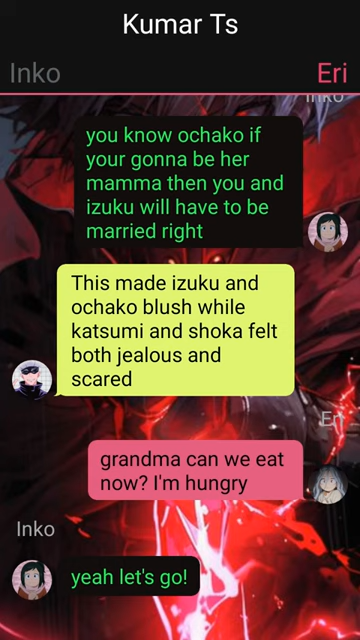 Kumar Ts
Inko
Eri
Inko
you know ochako if
your gonna be her
mamma then you and
izuku will have to be
married right
This made izuku and
ochako blush while
katsumi and shoka felt
both jealous and
scared
Eri
grandma can we eat
now? I'm hungry
Inko
yeah let's go!